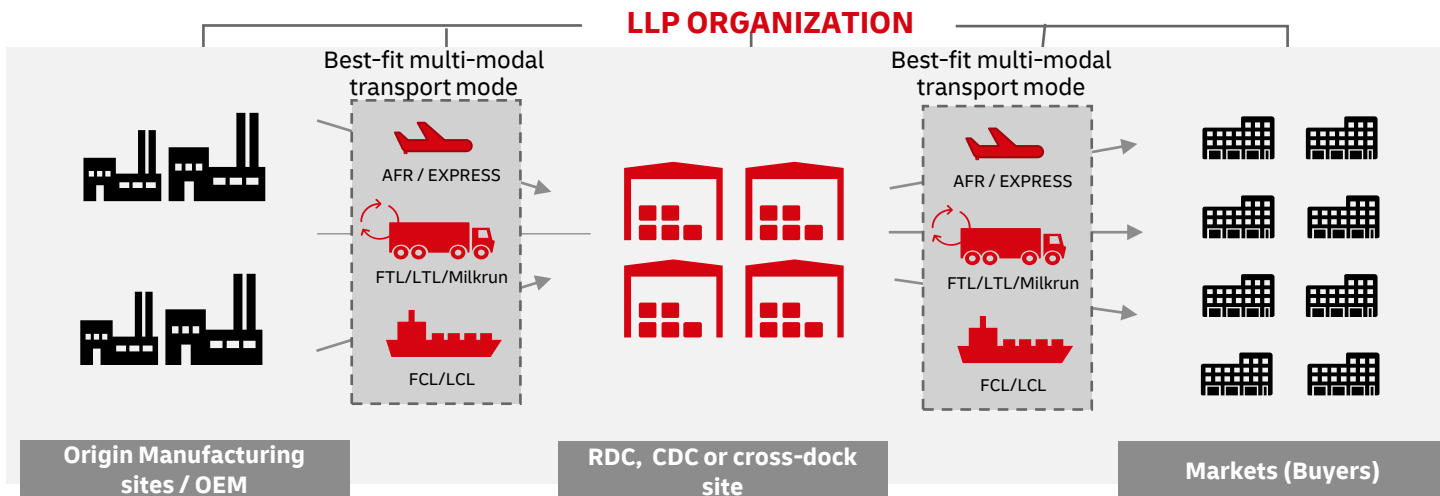 LLP ORGANIZATION
Best-fit multi-modal
transport mode
AFR / EXPRESS
FTL/LTL/Milkrun
FCL/LCL
Best-fit multi-modal
transport mode
AFR / EXPRESS
FTL/LTL/Milkrun
FCL/LCL
Origin Manufacturing
sites / OEM
RDC, CDC or cross-dock
site
Markets (Buyers)